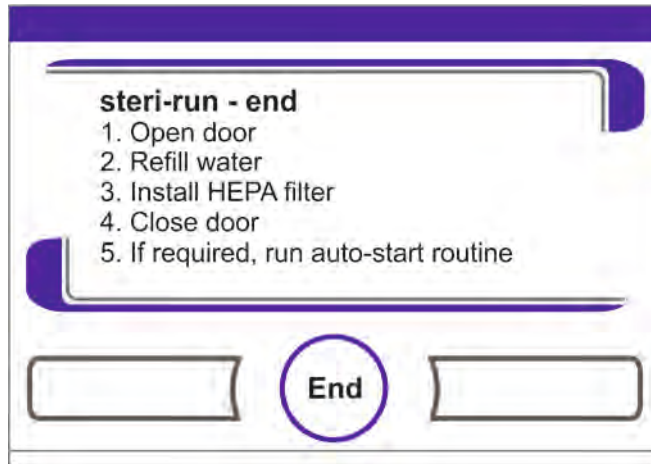 steri-run - end
1. Open door
2. Refill water
3. Install HEPA filter
4. Close door
5. If required, run auto-start routine
End